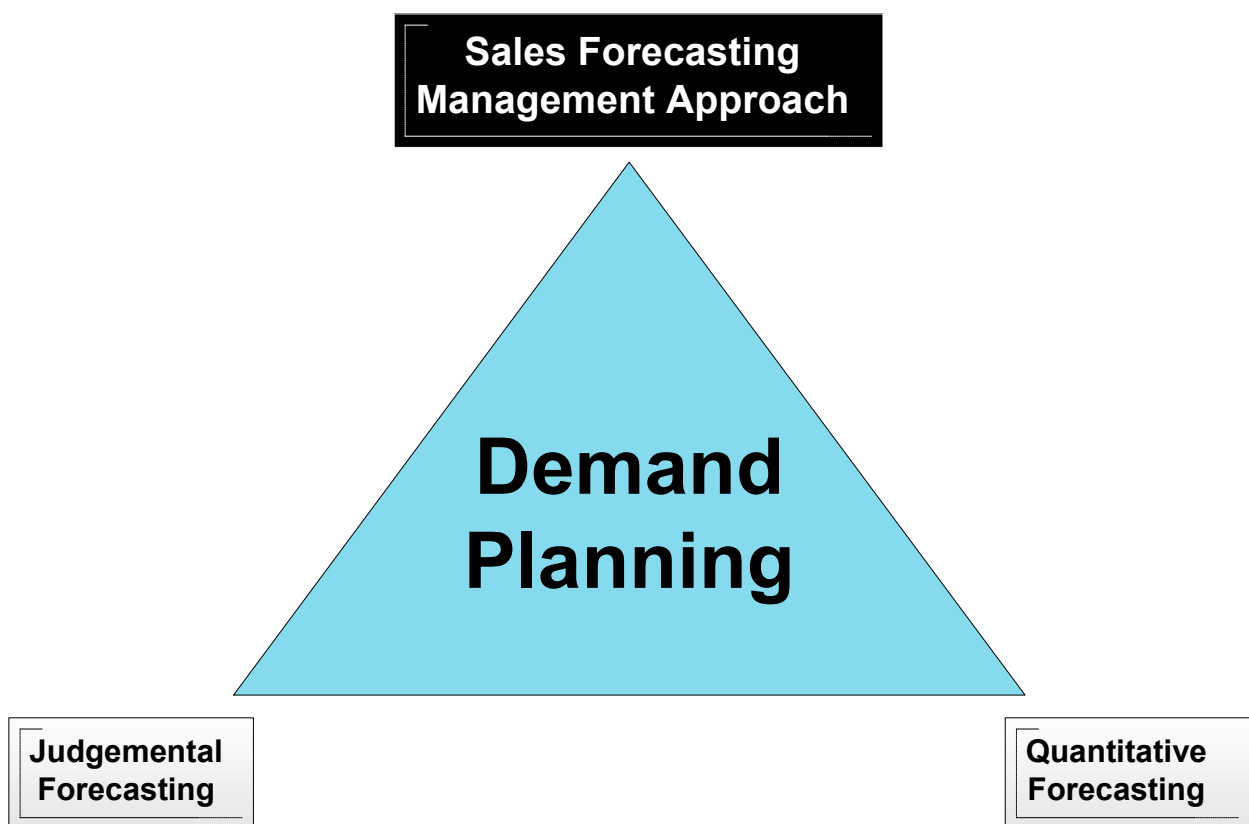 Sales Forecasting
Management Approach
Demand
Planning
Judgemental
Forecasting
Quantitative
Forecasting